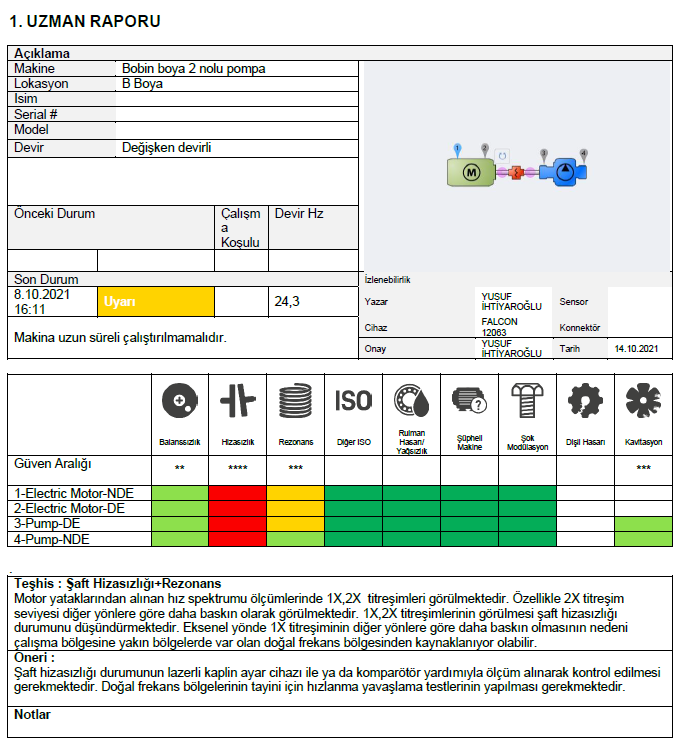 1. UZMAN RAPORU
Açıklama
Makine Bobin boya 2 nolu pompa
Lokasyon B Boya
Isim
Serial #
Model
Devir Değişken devirli
1 2 3 4
M
Önceki Durum Çalışma Koşulu Devir Hz
Son Durum
8.10.2021 16:11 Uyarı 24,3
Makina uzun süreli çalıştırılmamalıdır.
İzlenebilirlik
Yazar YUSUF İHTİYAROĞLU Sensor
Cihaz FALCON 12063 Konnektör
Onay YUSUF İHTİYAROĞLU Tarih 14.10.2021
ISO
?
Balanssızlık Hizasızlık Rezonans Diğer ISO Rulman Hasarı/ Yağsızlık Şüpheli Makine Şok Modülasyon Dişli Hasarı Kavitasyon
Güven Aralığı ** **** *** ***
1-Electric Motor-NDE
2-Electric Motor-DE
3-Pump-DE
4-Pump-NDE
.
Teşhis : Şaft Hizasızlığı+Rezonans
Motor yataklarından alınan hız spektrumu ölçümlerinde 1X,2X titreşimleri görülmektedir. Özellikle 2X titreşim
seviyesi diğer yönlere göre daha baskın olarak görülmektedir. 1X,2X titreşimlerinin görülmesi şaft hizasızlığı
durumunu düşündürmektedir. Eksenel yönde 1X titreşiminin diğer yönlere göre daha baskın olmasının nedeni
çalışma bölgesine yakın bölgelerde var olan doğal frekans bölgesinden kaynaklanıyor olabilir.
Öneri :
Şaft hizasızlığı durumunun lazerli kaplin ayar cihazı ile ya da komparötör yardımıyla ölçüm alınarak kontrol edilmesi
gerekmektedir. Doğal frekans bölgelerinin tayini için hızlanma yavaşlama testlerinin yapılması gerekmektedir.
Notlar